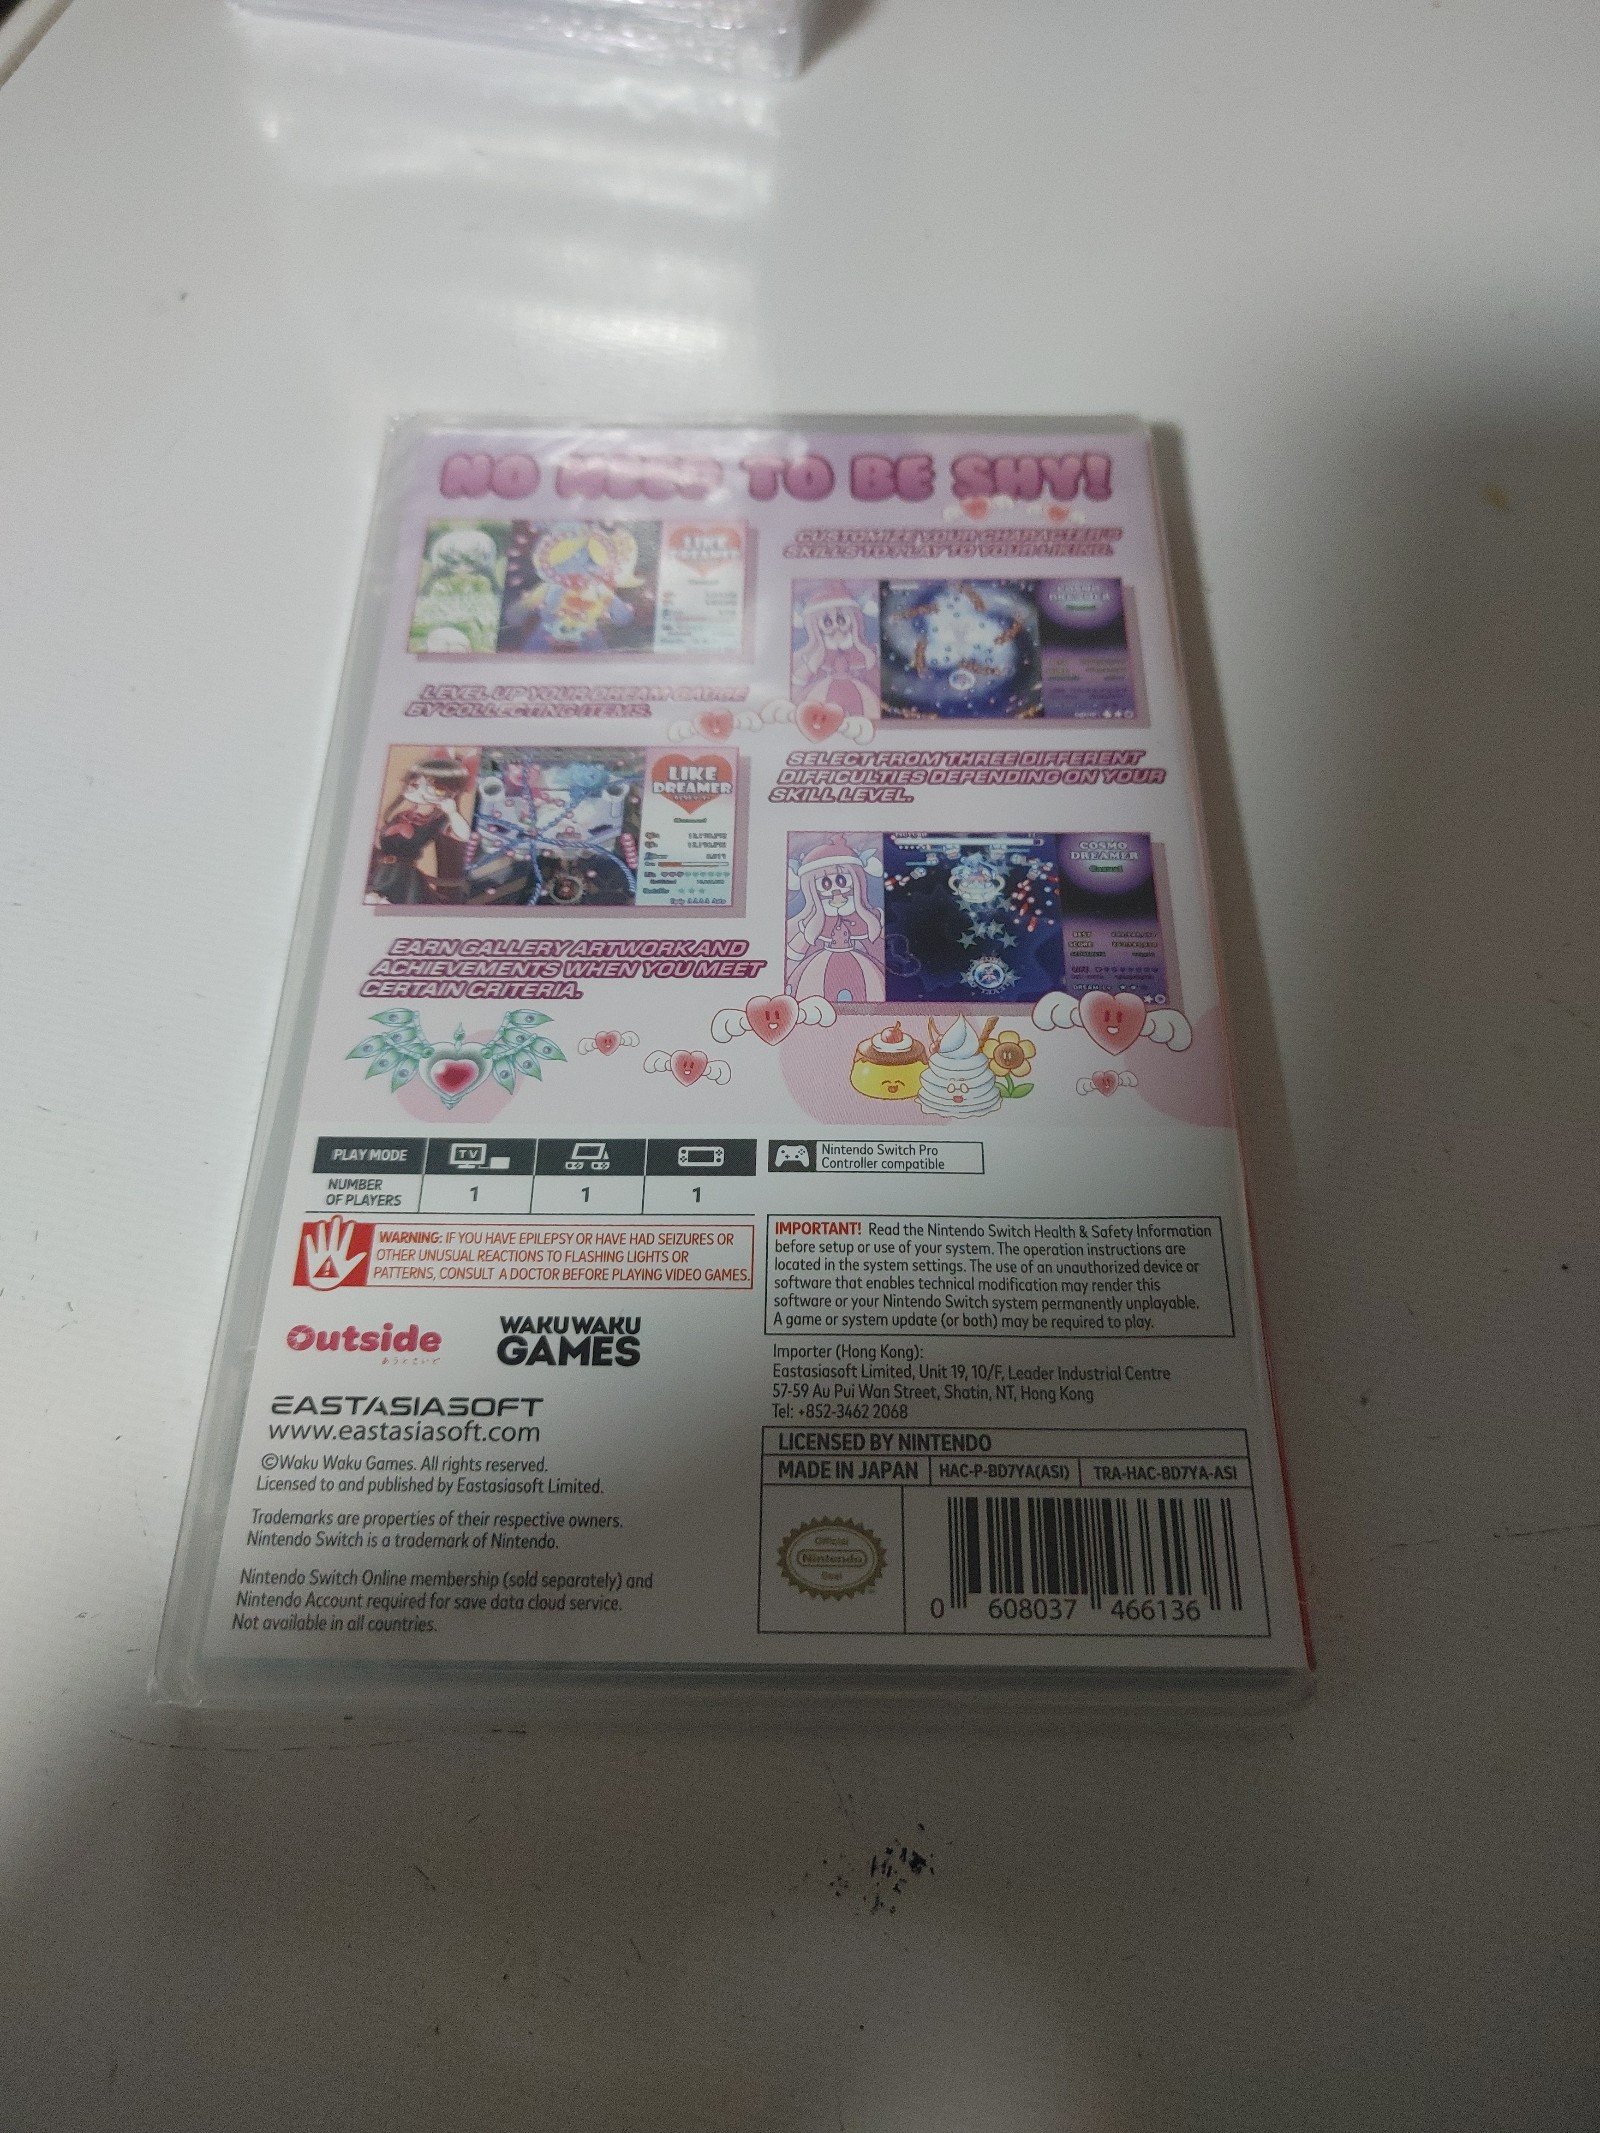 NO NEED TO BE SHY!
LIKE
DREAMER
CUSTOMIZE YOUR CHARACTER'S
SKILLS TO PLAY TO YOUR LIKING.
COSMO
DREAMER
LEVEL UP YOUR DREAM GAUGE
BY COLLECTING ITEMS.
SELECT FROM THREE DIFFERENT
DIFFICULTIES DEPENDING ON YOUR
SKILL LEVEL.
LIKE
DREAMER
COSMO
DREAMER
Casual
EARN GALLERY ARTWORK AND
ACHIEVEMENTS WHEN YOU MEET
CERTAIN CRITERIA.
PLAY MODE
TV
Nintendo Switch Pro
Controller compatible
NUMBER
OF PLAYERS
1 1 1
WARNING: IF YOU HAVE EPILEPSY OR HAVE HAD SEIZURES OR
OTHER UNUSUAL REACTIONS TO FLASHING LIGHTS OR
PATTERNS, CONSULT A DOCTOR BEFORE PLAYING VIDEO GAMES.
IMPORTANT! Read the Nintendo Switch Health & Safety Information
before setup or use of your system. The operation instructions are
located in the system settings. The use of an unauthorized device or
software that enables technical modification may render this
software or your Nintendo Switch system permanently unplayable.
A game or system update (or both) may be required to play.
Outside
あうとさいど
WAKU WAKU
GAMES
Importer (Hong Kong):
Eastasiasoft Limited, Unit 19, 10/F, Leader Industrial Centre
57-59 Au Pui Wan Street, Shatin, NT, Hong Kong
Tel: +852-3462 2068
EASTASIASOFT
www.eastasiasoft.com
©Waku Waku Games. All rights reserved.
Licensed to and published by Eastasiasoft Limited.
Trademarks are properties of their respective owners.
Nintendo Switch is a trademark of Nintendo.
Nintendo Switch Online membership (sold separately) and
Nintendo Account required for save data cloud service.
Not available in all countries.
LICENSED BY NINTENDO
MADE IN JAPAN HAC-P-BD7YA(ASI) TRA-HAC-BD7YA-ASI
Official
Nintendo
Seal
0 608037 466136